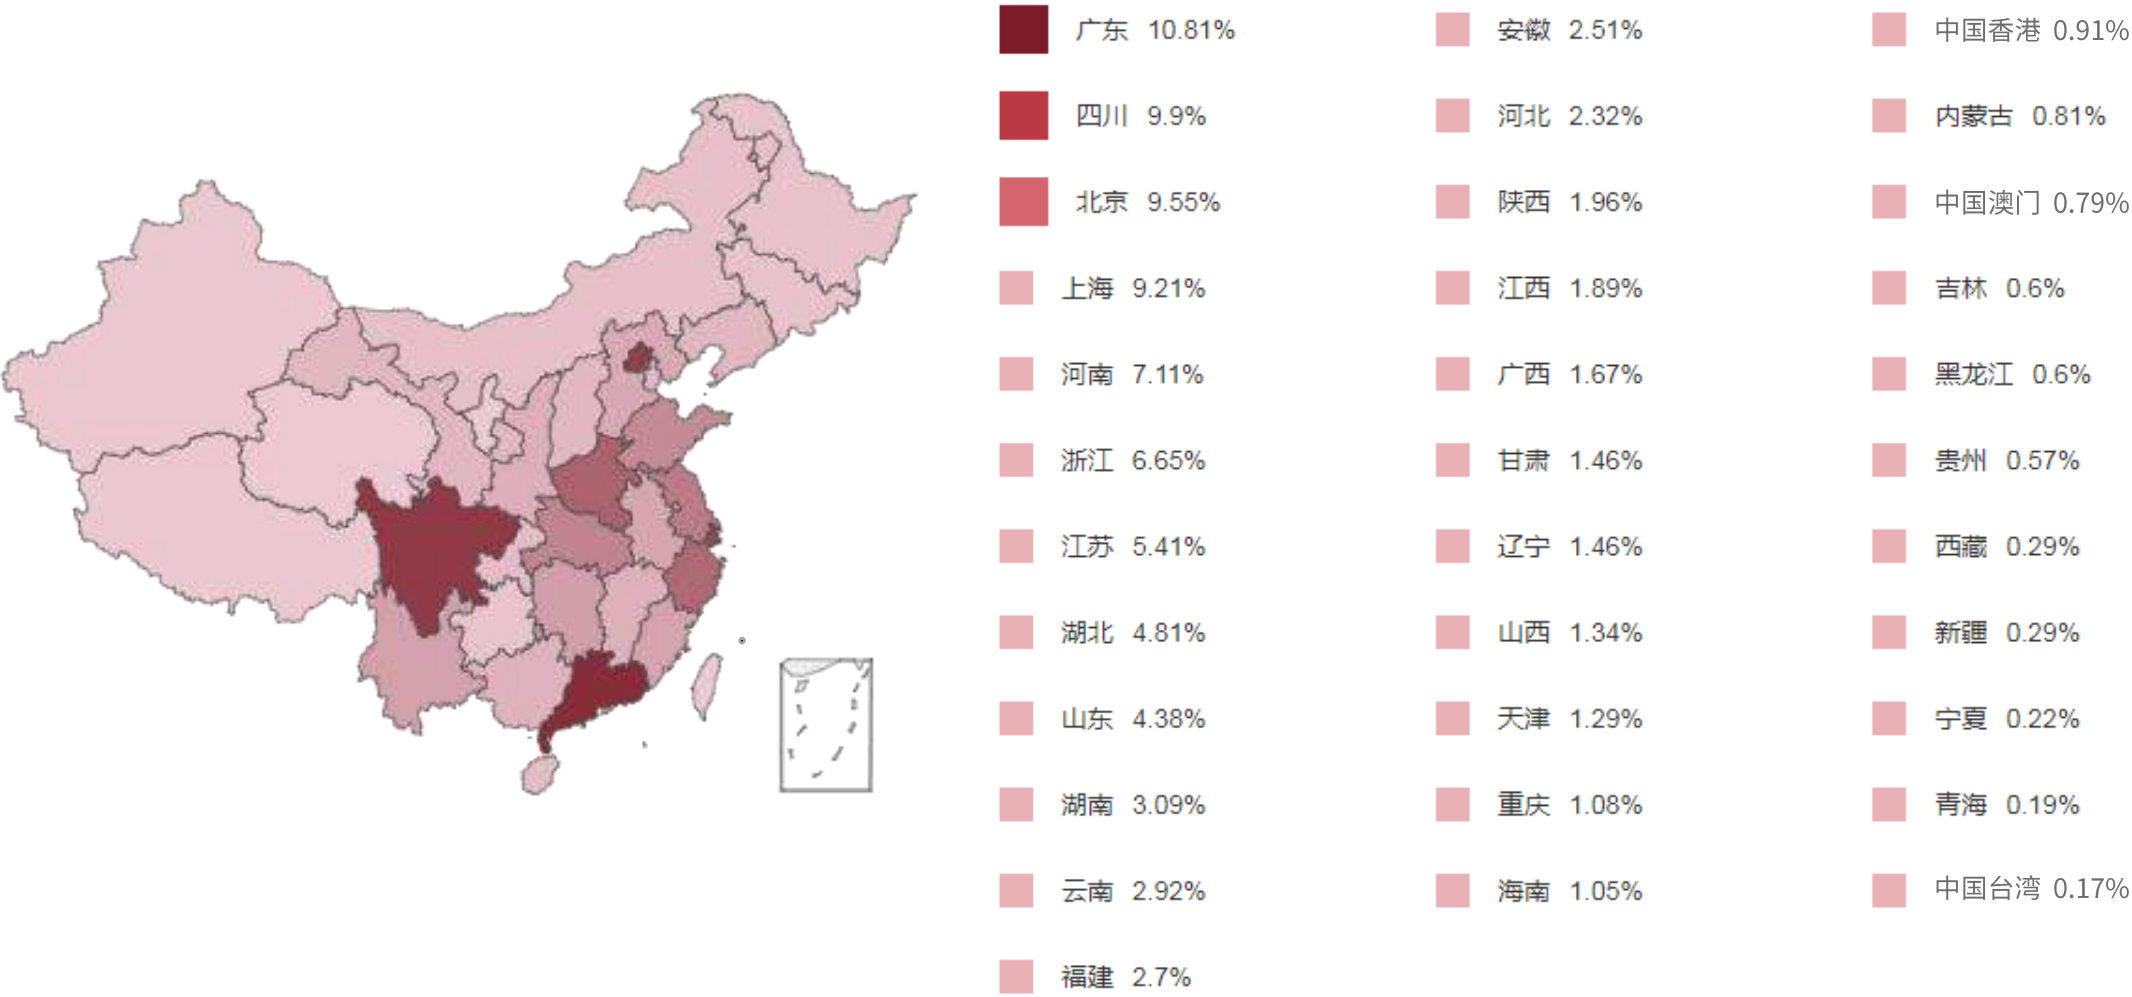 广东 10.81%
四川 9.9%
北京 9.55%
上海 9.21%
河南 7.11%
浙江 6.65%
江苏 5.41%
湖北 4.81%
山东 4.38%
湖南 3.09%
云南 2.92%
福建 2.7%
安徽 2.51%
河北 2.32%
陕西 1.96%
江西 1.89%
广西 1.67%
甘肃 1.46%
辽宁 1.46%
山西 1.34%
天津 1.29%
重庆 1.08%
海南 1.05%
中国香港 0.91%
内蒙古 0.81%
中国澳门 0.79%
吉林 0.6%
黑龙江 0.6%
贵州 0.57%
西藏 0.29%
新疆 0.29%
宁夏 0.22%
青海 0.19%
中国台湾 0.17%